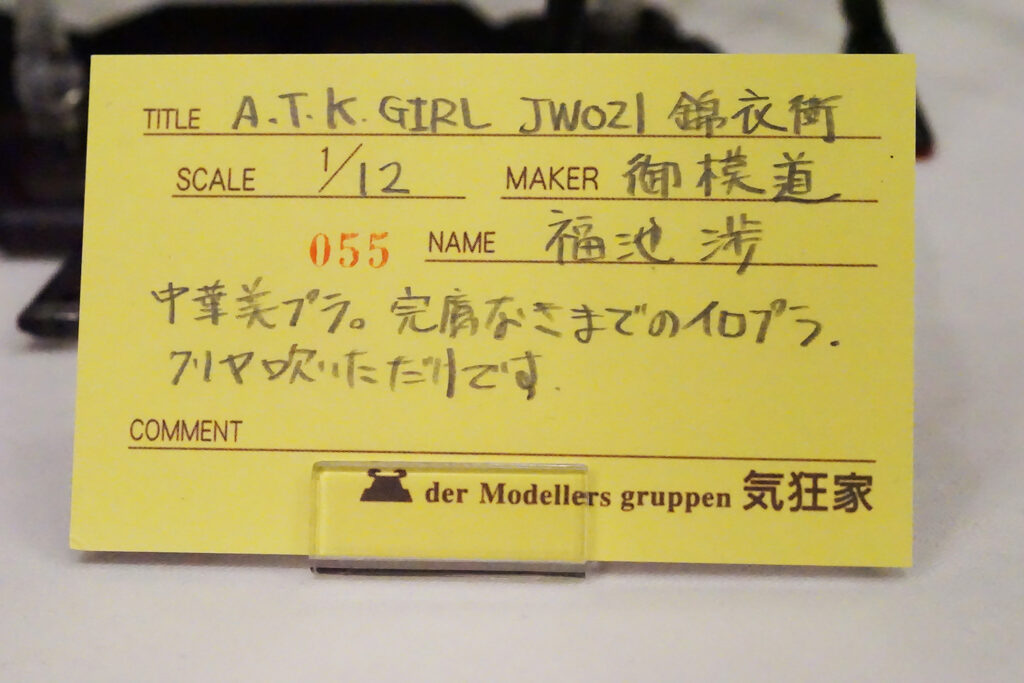 TITLE A.T.K.GIRL JW021 錦衣衛
SCALE 1/12 MAKER 御模道
055 NAME 福池 渉
中華美プラ。完膚なきまでのイロプラ.
クリヤ吹いただけです.
COMMENT
der Modellers gruppen 気狂家